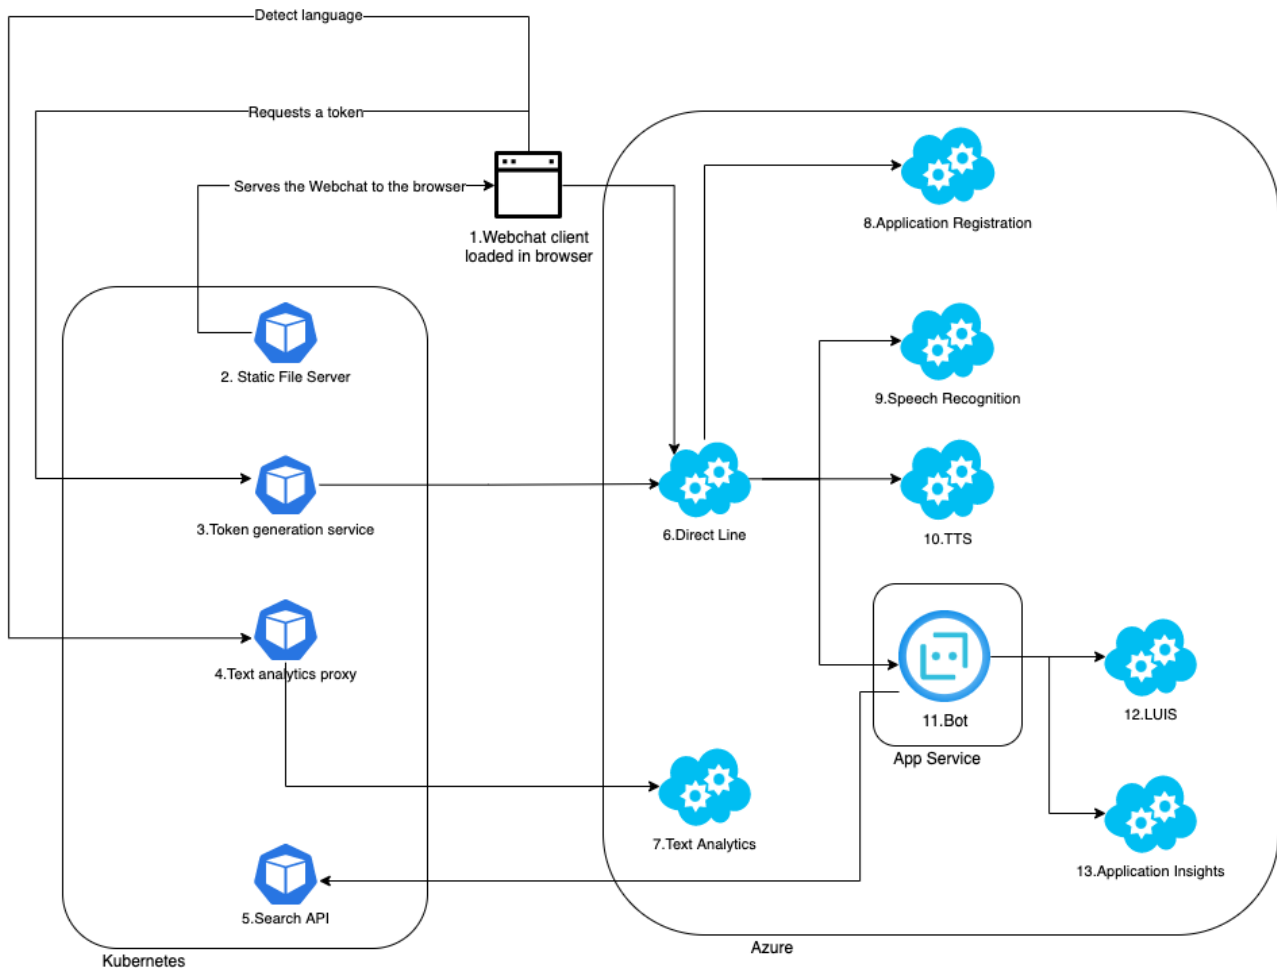 Detect language
Requests a token
Serves the Webchat to the browser
1.Webchat client
loaded in browser
8.Application Registration
2. Static File Server
9.Speech Recognition
3.Token generation service
6.Direct Line
10.TTS
4.Text analytics proxy
11.Bot
12.LUIS
App Service
7.Text Analytics
13.Application Insights
5.Search API
Azure
Kubernetes